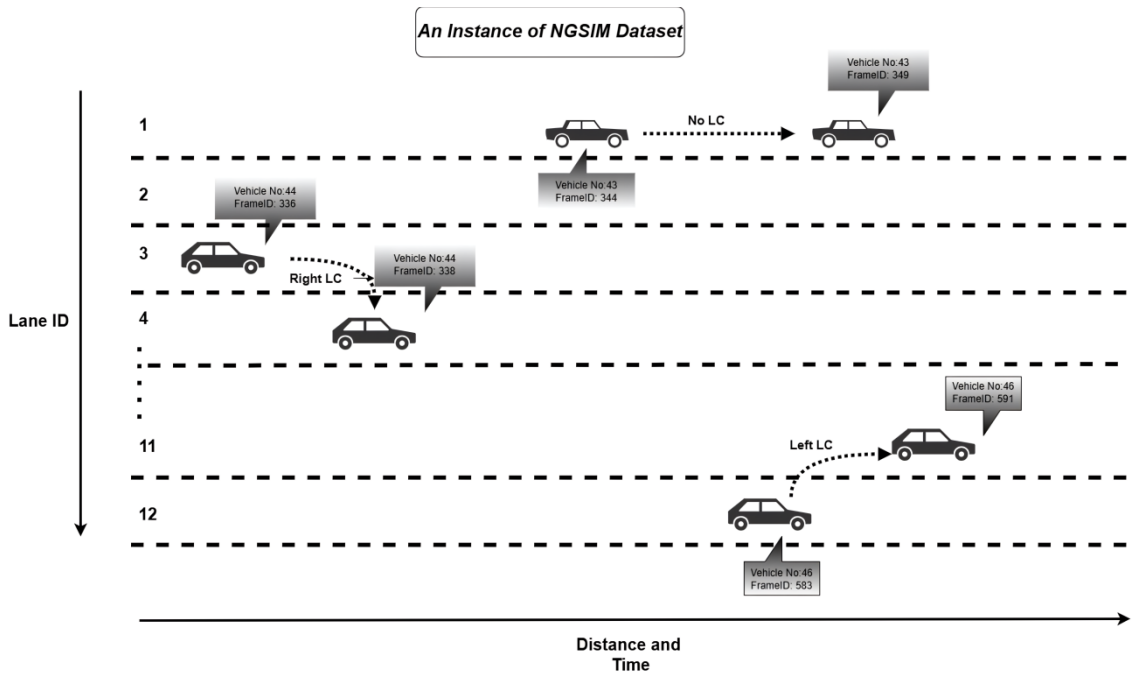 An Instance of NGSIM Dataset
Vehicle No:43
FrameID: 349
1
No LC
Vehicle No:43
FrameID: 344
2
Vehicle No:44
FrameID: 336
3
Right LC
Vehicle No:44
FrameID: 338
Lane ID
4
Vehicle No:46
FrameID: 591
11
Left LC
12
Vehicle No:46
FrameID: 583
Distance and
Time